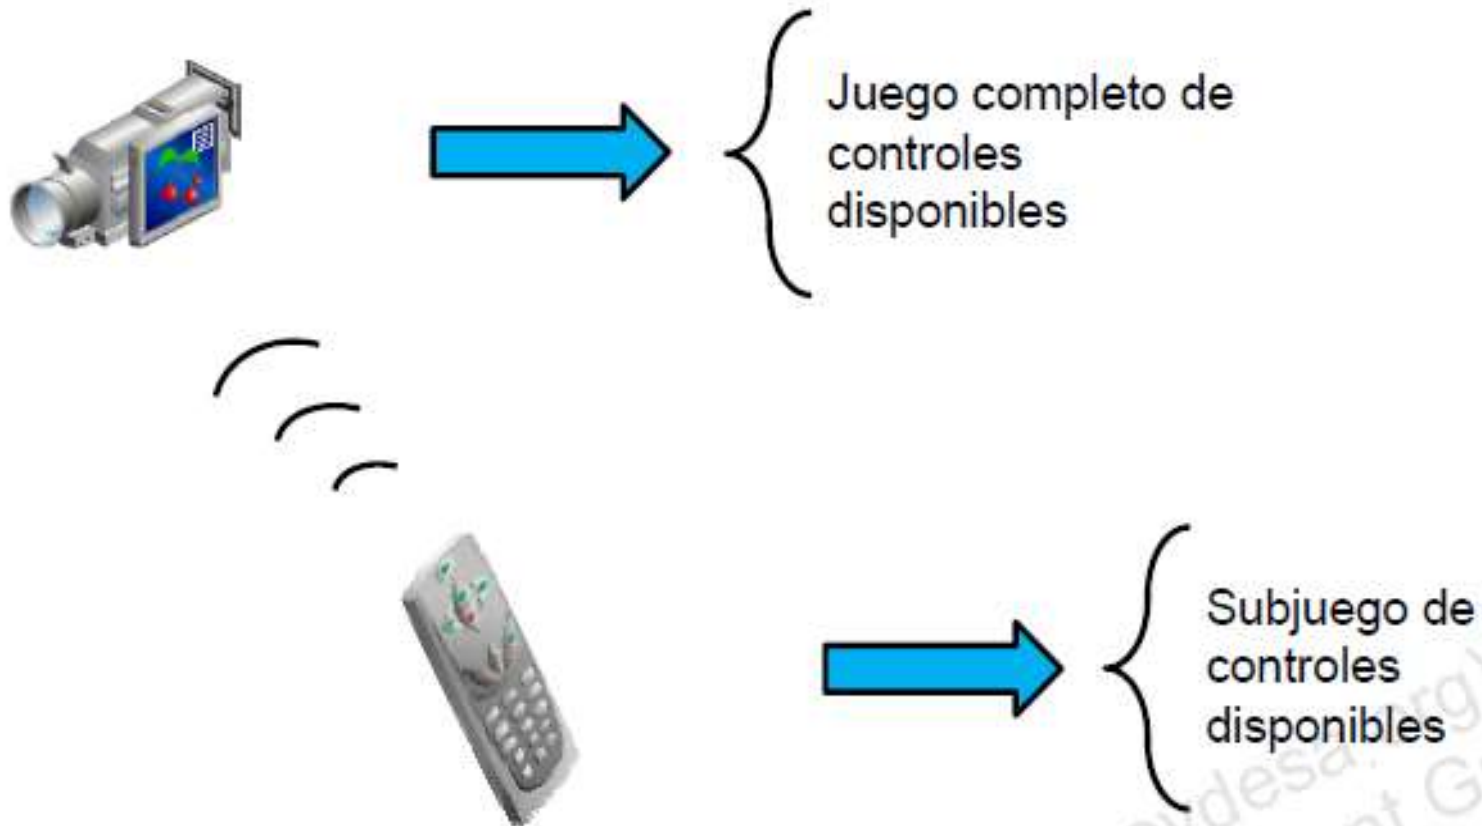 Juego completo de
controles
disponibles
Subjuego de
controles
disponibles